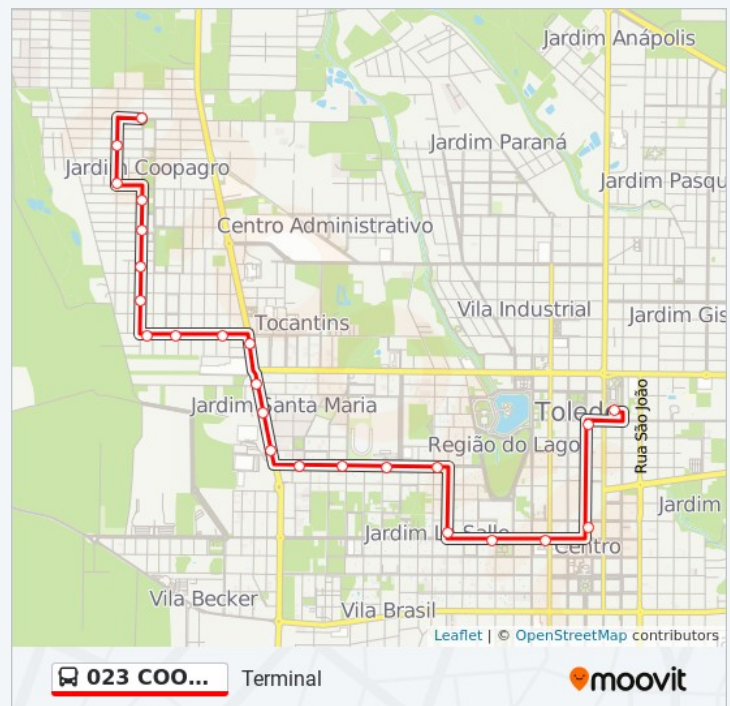 Jardim Anápolis
Jardim Paraná
Jardim Coopagro
Jardim Pasqu
Centro Administrativo
Vila Industrial
Jardim Gis
Tocantins
Jardim Santa Maria
Toledo
Rua São João
Região do Lago
Jardim
Jardim La Salle
Centro
Vila Becker
Vila Brasil
Leaflet | © OpenStreetMap contributors
023 COO...
Terminal
moovit